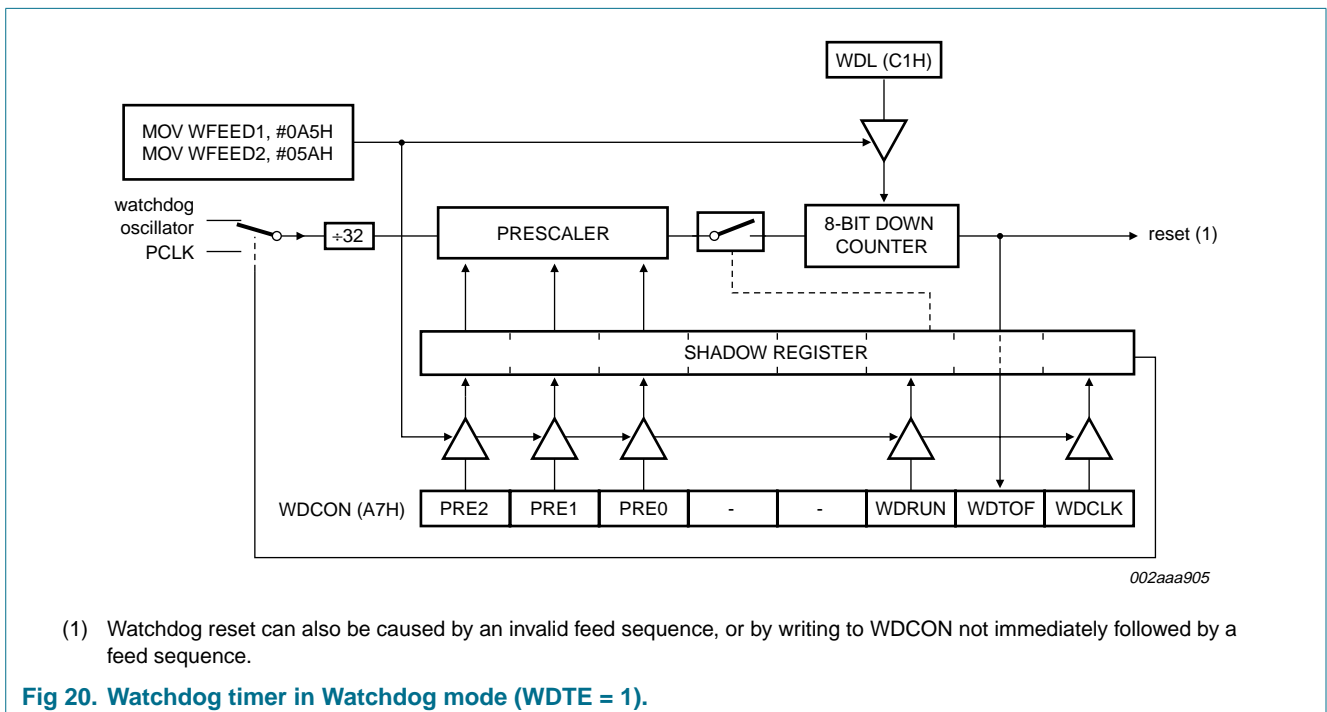 WDL (C1H)
MOV WFEED1, #0A5H
MOV WFEED2, #05AH
watchdog
oscillator
PCLK
÷32
PRESCALER
8-BIT DOWN
COUNTER
reset (1)
SHADOW REGISTER
WDCON (A7H) PRE2 PRE1 PRE0 - - WDRUN WDTOF WDCLK
002aaa905
(1) Watchdog reset can also be caused by an invalid feed sequence, or by writing to WDCON not immediately followed by a
feed sequence.
Fig 20. Watchdog timer in Watchdog mode (WDTE = 1).